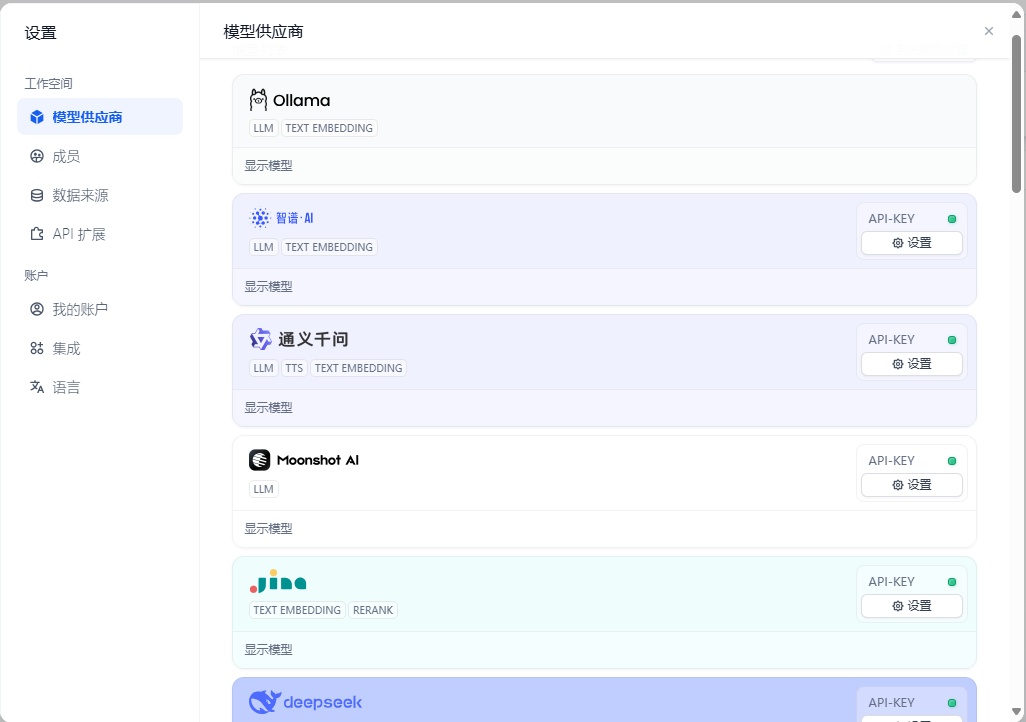 设置
工作空间
模型供应商
成员
数据来源
API 扩展
账户
我的账户
集成
语言
模型供应商
Ollama
LLM TEXT EMBEDDING
显示模型
智谱·AI
LLM TEXT EMBEDDING
API-KEY
设置
显示模型
通义千问
LLM TTS TEXT EMBEDDING
API-KEY
设置
显示模型
Moonshot AI
LLM
API-KEY
设置
显示模型
Jina
TEXT EMBEDDING RERANK
API-KEY
设置
显示模型
deepseek
API-KEY